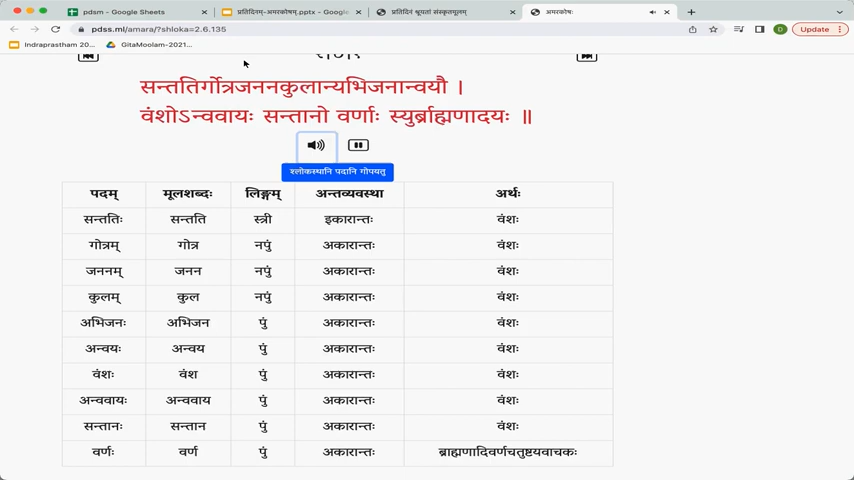 pdsm - Google Sheets
प्रतिदिनम्-अमरकोषम्.pptx - Google
प्रतिदिनं श्रूयतां संस्कृतमूलम्
अमरकोषः
pdss.ml/amara/?shloka=2.6.135
D
Update
Indraprastham 20...
GitaMoolam-2021...
सन्ततिर्गोत्रजननकुलान्यभिजनान्वयौ ।
वंशोऽन्ववायः सन्तानो वर्णाः स्युर्ब्राह्मणादयः ॥
श्लोकस्थानि पदानि गोपयतु
पदम् मूलशब्दः लिङ्गम् अन्तव्यवस्था अर्थः
सन्ततिः सन्तति स्त्री इकारान्तः वंशः
गोत्रम् गोत्र नपुं अकारान्तः वंशः
जननम् जनन नपुं अकारान्तः वंशः
कुलम् कुल नपुं अकारान्तः वंशः
अभिजनः अभिजन पुं अकारान्तः वंशः
अन्वयः अन्वय पुं अकारान्तः वंशः
वंशः वंश पुं अकारान्तः वंशः
अन्ववायः अन्ववाय पुं अकारान्तः वंशः
सन्तानः सन्तान पुं अकारान्तः वंशः
वर्णः वर्ण पुं अकारान्तः ब्राह्मणादिवर्णचतुष्टयवाचकः